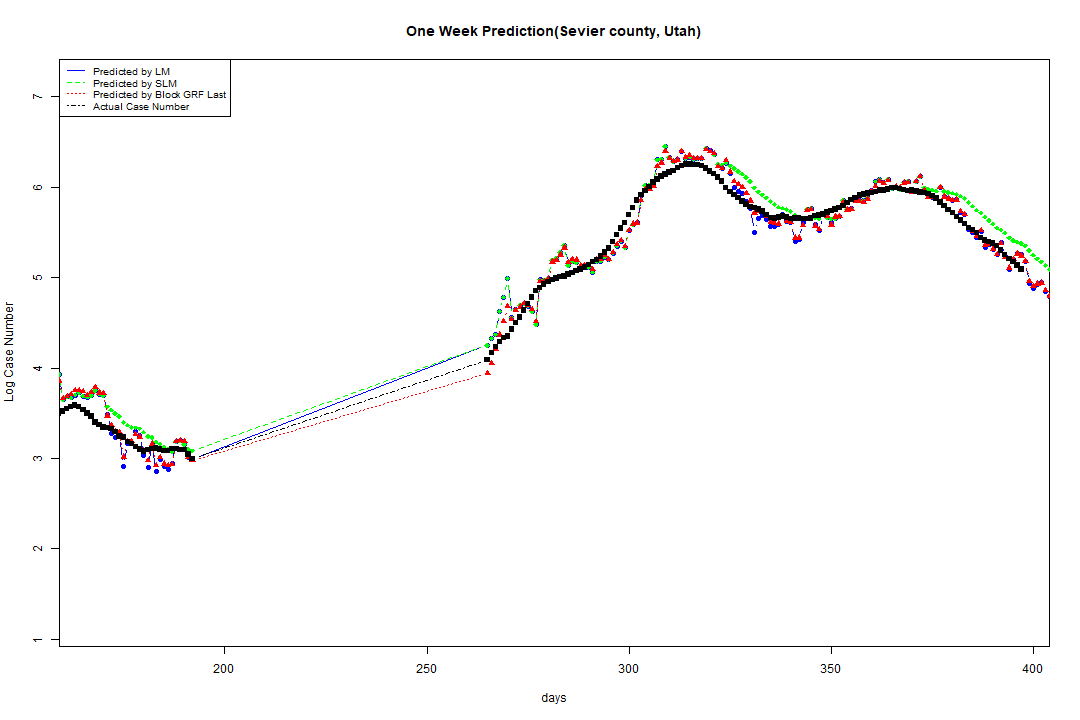 One Week Prediction(Sevier county, Utah)
Predicted by LM
Predicted by SLM
Predicted by Block GRF Last
Actual Case Number
Log Case Number
7
6
5
4
3
2
1
200
250
300
350
400
days